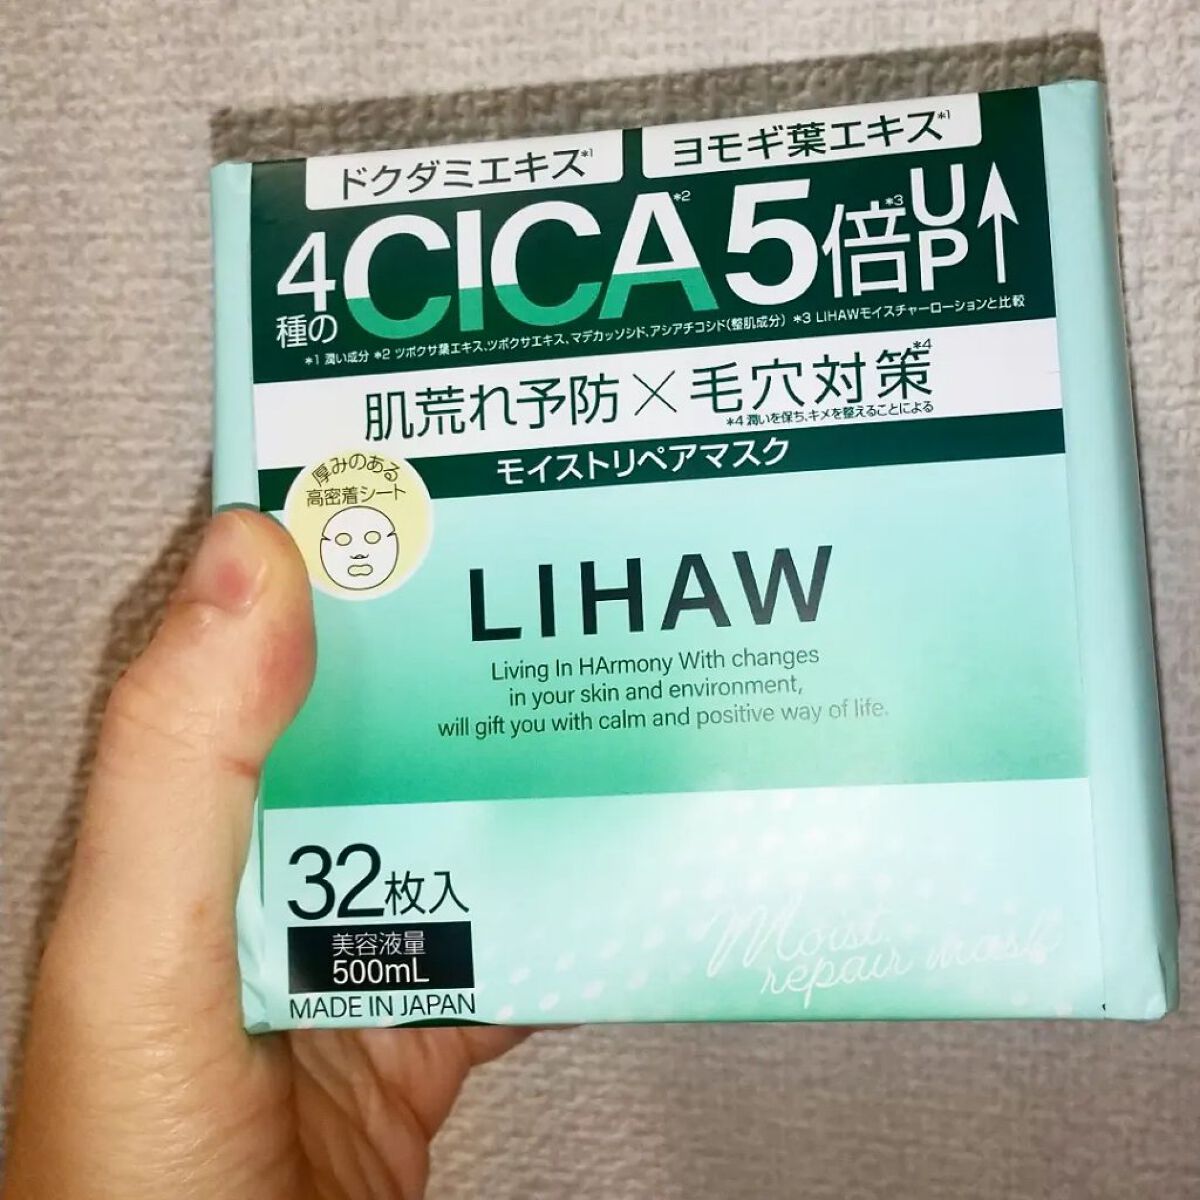 ドクダミエキス*1
ヨモギ葉エキス*1
4種のCICA*2 5倍*3 UP
*1 潤い成分 *2 ツボクサ葉エキス、ツボクサエキス、マデカッソシド、アシアチコシド(整肌成分) *3 LIHAWモイスチャーローションと比較
肌荒れ予防×毛穴対策*4
*4 潤いを保ち、キメを整えることによる
モイストリペアマスク
厚みのある
高密着シート
LIHAW
Living In HArmony With changes
in your skin and environment,
will gift you with calm and positive way of life.
32枚入
美容液量
500mL
MADE IN JAPAN
Moist
repair mask